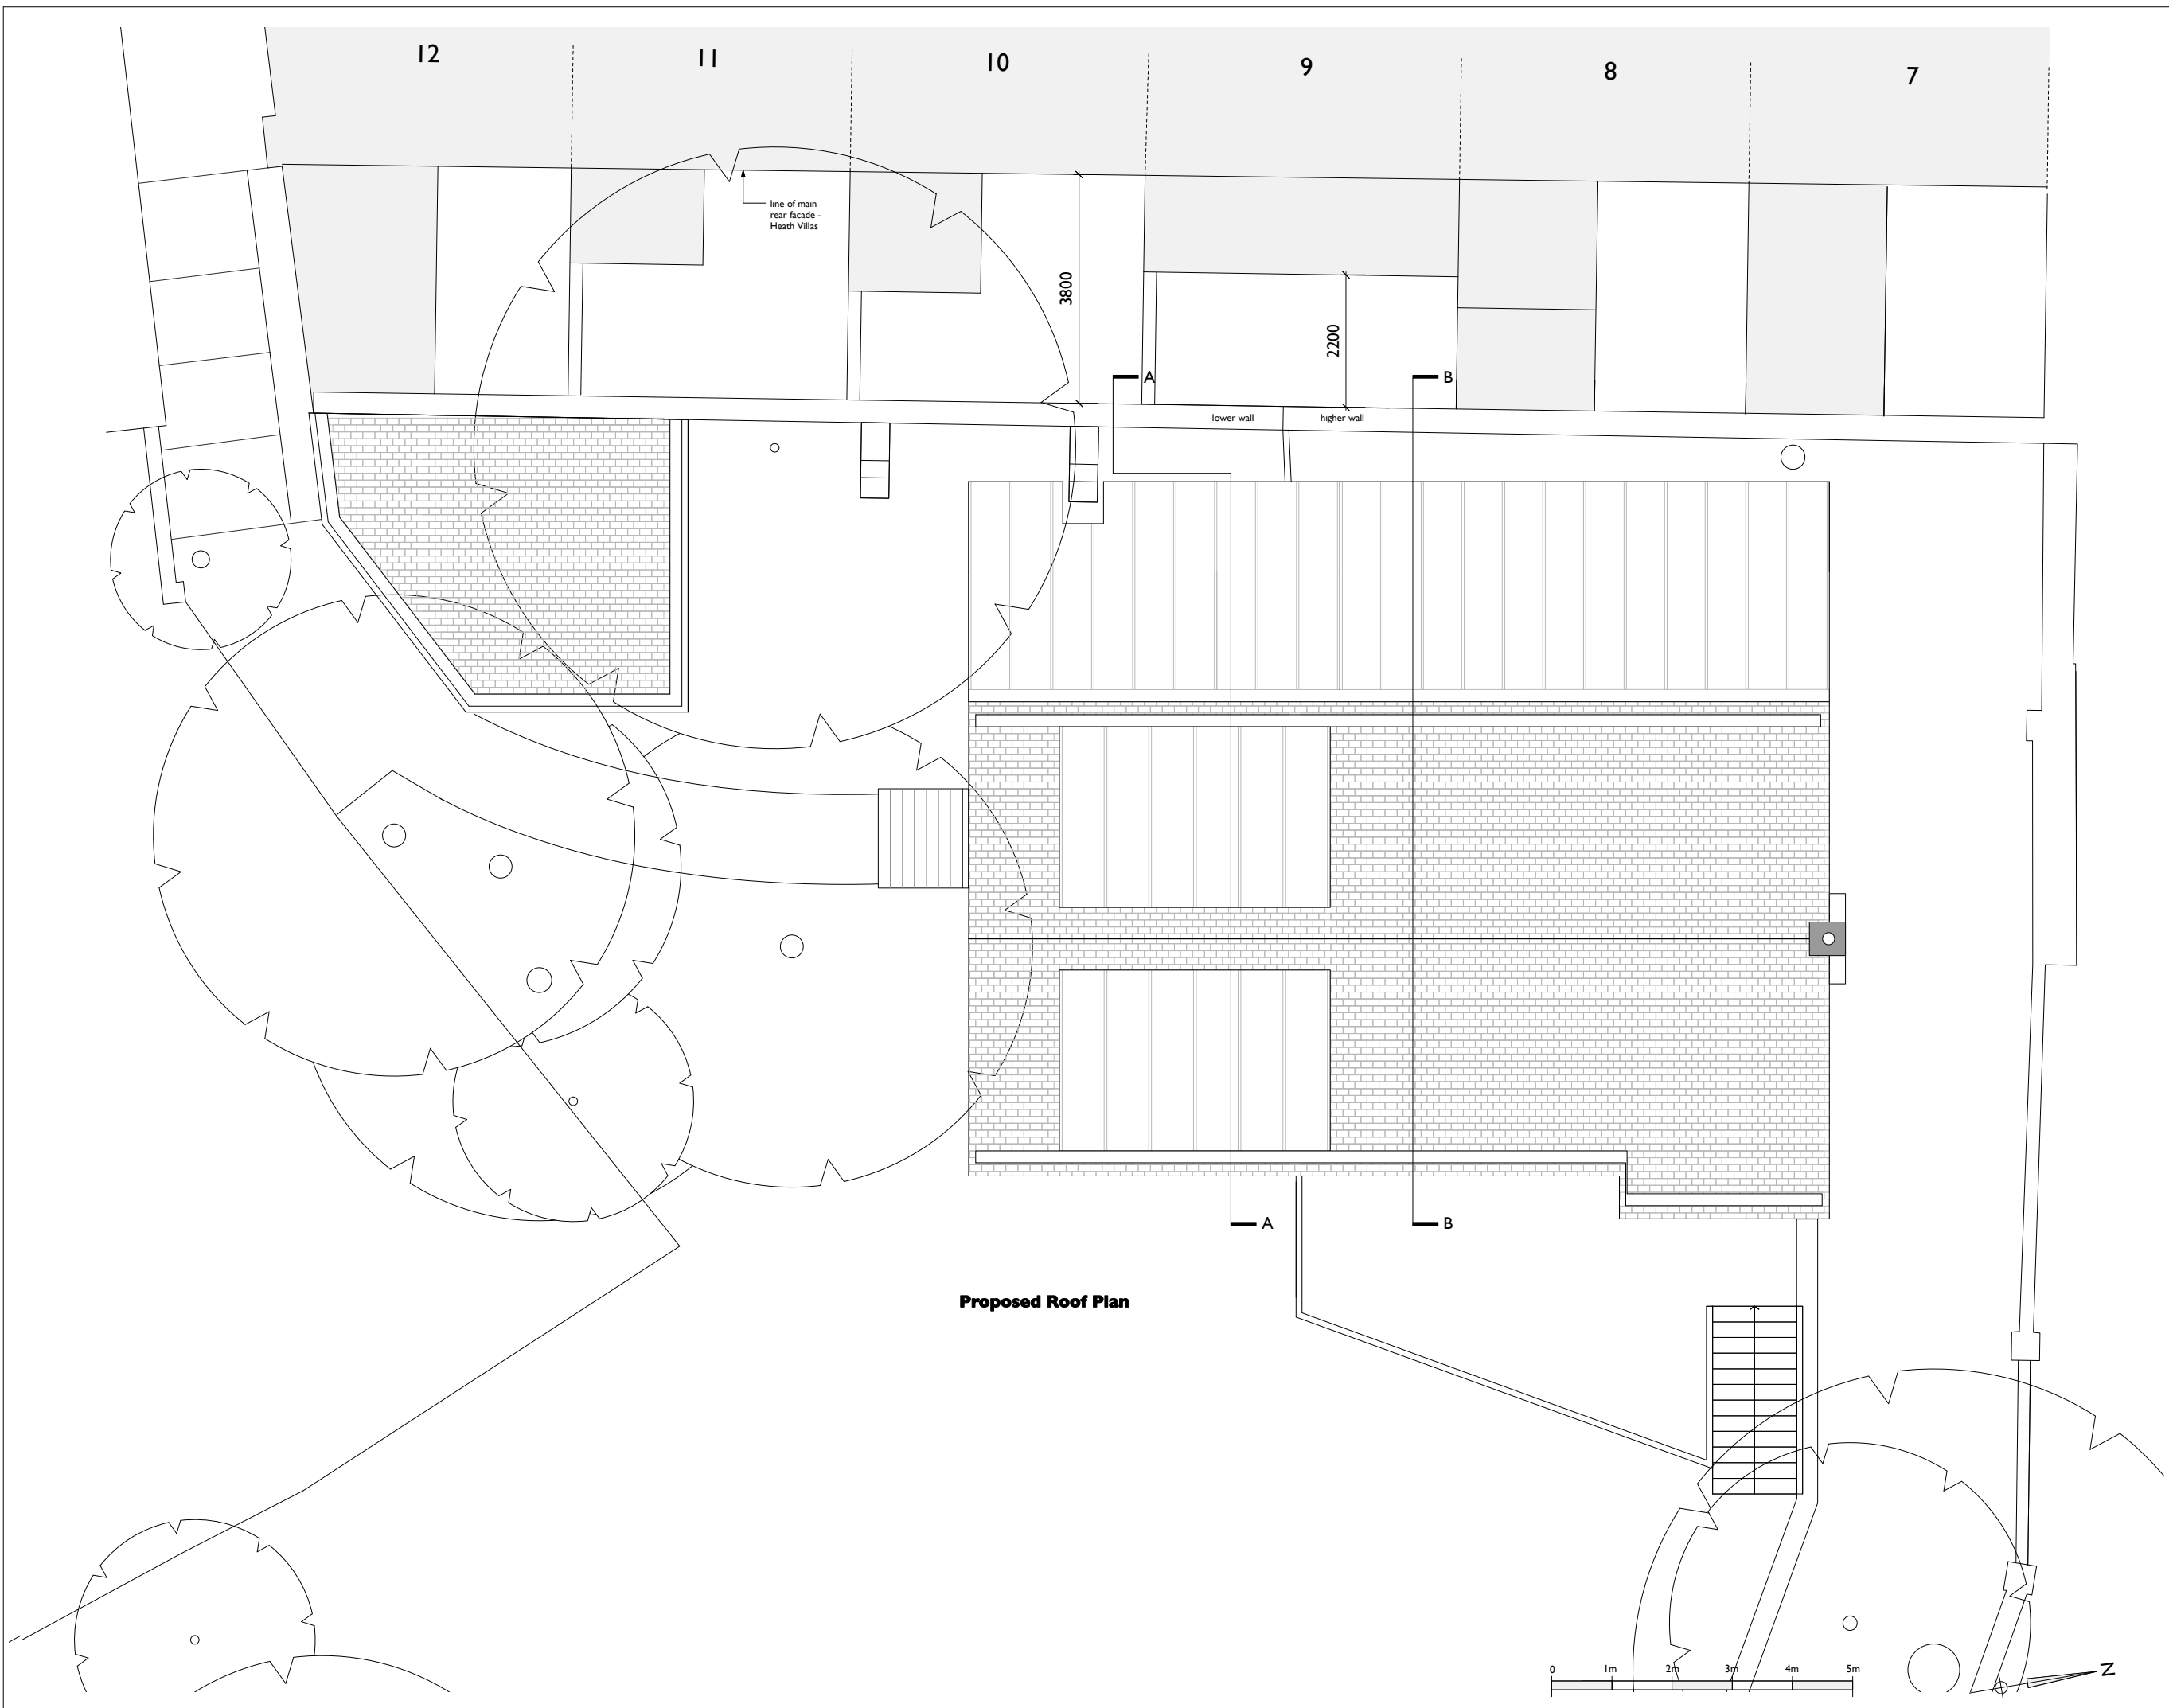 12
11
10
9
8
7
line of main
rear facade -
Heath Villas
3800
2200
A
B
lower wall
higher wall
A
B
Proposed Roof Plan
0 1m 2m 3m 4m 5m
N